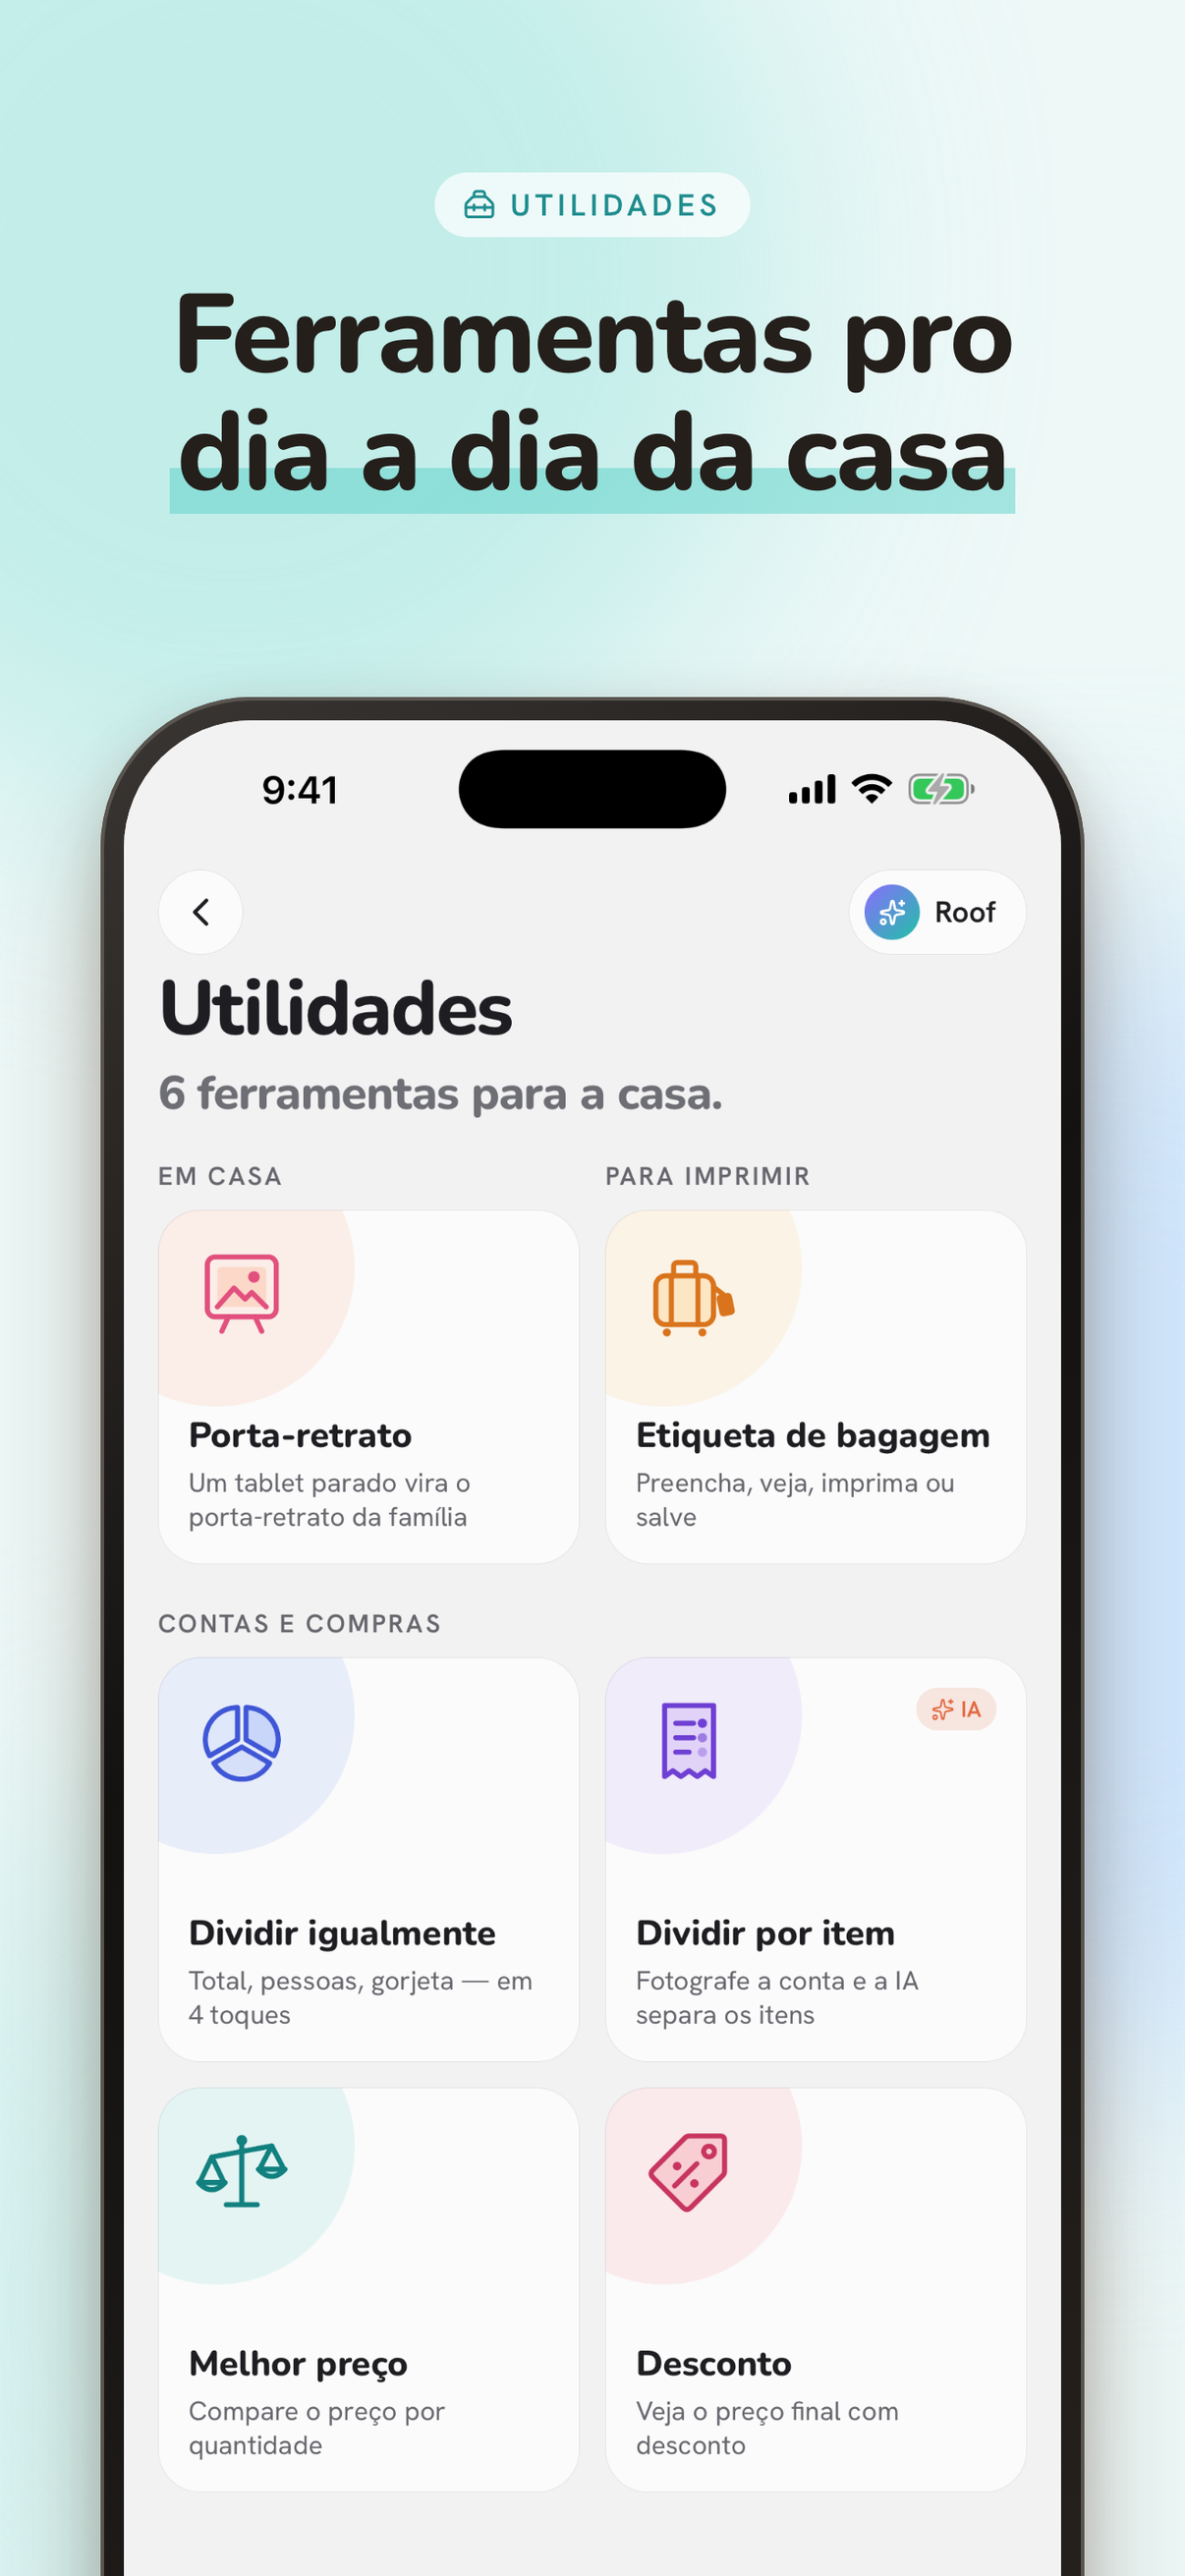 UTILIDADES
Ferramentas pro
dia a dia da casa
9:41
Roof
Utilidades
6 ferramentas para a casa.
EM CASA
PARA IMPRIMIR
Porta-retrato
Um tablet parado vira o
porta-retrato da família
Etiqueta de bagagem
Preencha, veja, imprima ou
salve
CONTAS E COMPRAS
Dividir igualmente
Total, pessoas, gorjeta — em
4 toques
IA
Dividir por item
Fotografe a conta e a IA
separa os itens
Melhor preço
Compare o preço por
quantidade
Desconto
Veja o preço final com
desconto